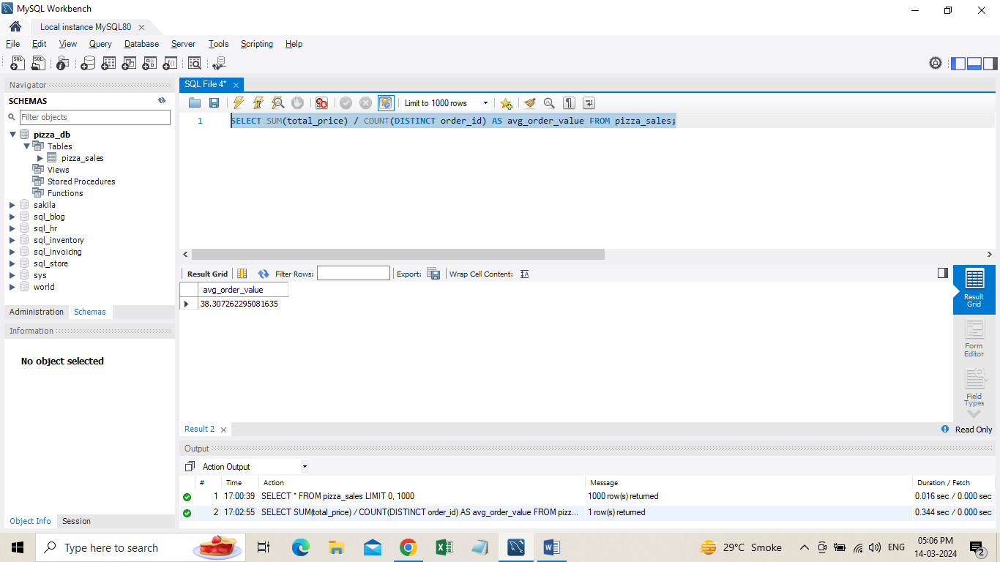 MySQL Workbench
Local instance MySQL80
File Edit View Query Database Server Tools Scripting Help
Navigator
SCHEMAS
Filter objects
pizza_db
Tables
pizza_sales
Views
Stored Procedures
Functions
sakila
sql_blog
sql_hr
sql_inventory
sql_invoicing
sql_store
sys
world
Administration Schemas
Information
No object selected
Object Info Session
SQL File 4*
Limit to 1000 rows
1 SELECT SUM(total_price) / COUNT(DISTINCT order_id) AS avg_order_value FROM pizza_sales;
Result Grid Filter Rows: Export: Wrap Cell Content:
avg_order_value
38.307262295081635
Result
Grid
Form
Editor
Field
Types
Result 2
Read Only
Output
Action Output
# Time Action Message Duration / Fetch
1 17:00:39 SELECT * FROM pizza_sales LIMIT 0, 1000 1000 row(s) returned 0.016 sec / 0.000 sec
2 17:02:55 SELECT SUM(total_price) / COUNT(DISTINCT order_id) AS avg_order_value FROM pizz... 1 row(s) returned 0.344 sec / 0.000 sec
Type here to search
29°C Smoke
ENG
05:06 PM
14-03-2024
2